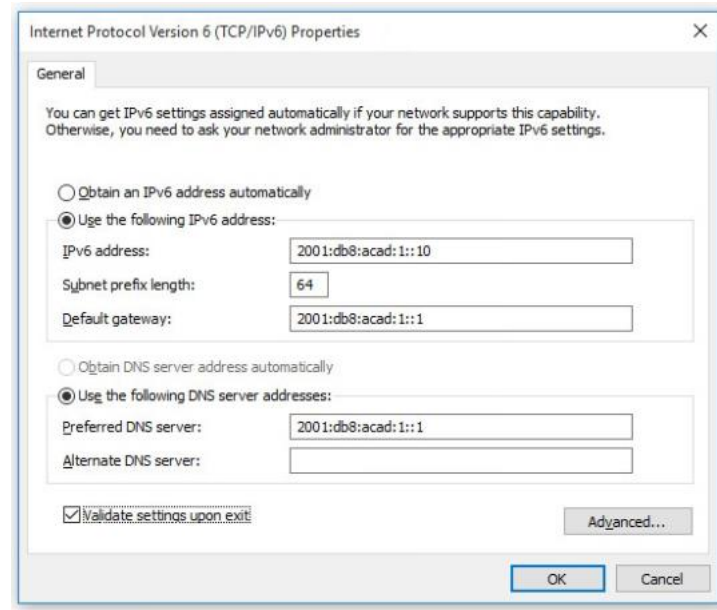 Internet Protocol Version 6 (TCP/IPv6) Properties
General
You can get IPv6 settings assigned automatically if your network supports this capability.
Otherwise, you need to ask your network administrator for the appropriate IPv6 settings.
Obtain an IPv6 address automatically
Use the following IPv6 address:
IPv6 address: 2001:db8:acad:1::10
Subnet prefix length: 64
Default gateway: 2001:db8:acad:1::1
Obtain DNS server address automatically
Use the following DNS server addresses:
Preferred DNS server: 2001:db8:acad:1::1
Alternate DNS server:
Validate settings upon exit
Advanced...
OK Cancel